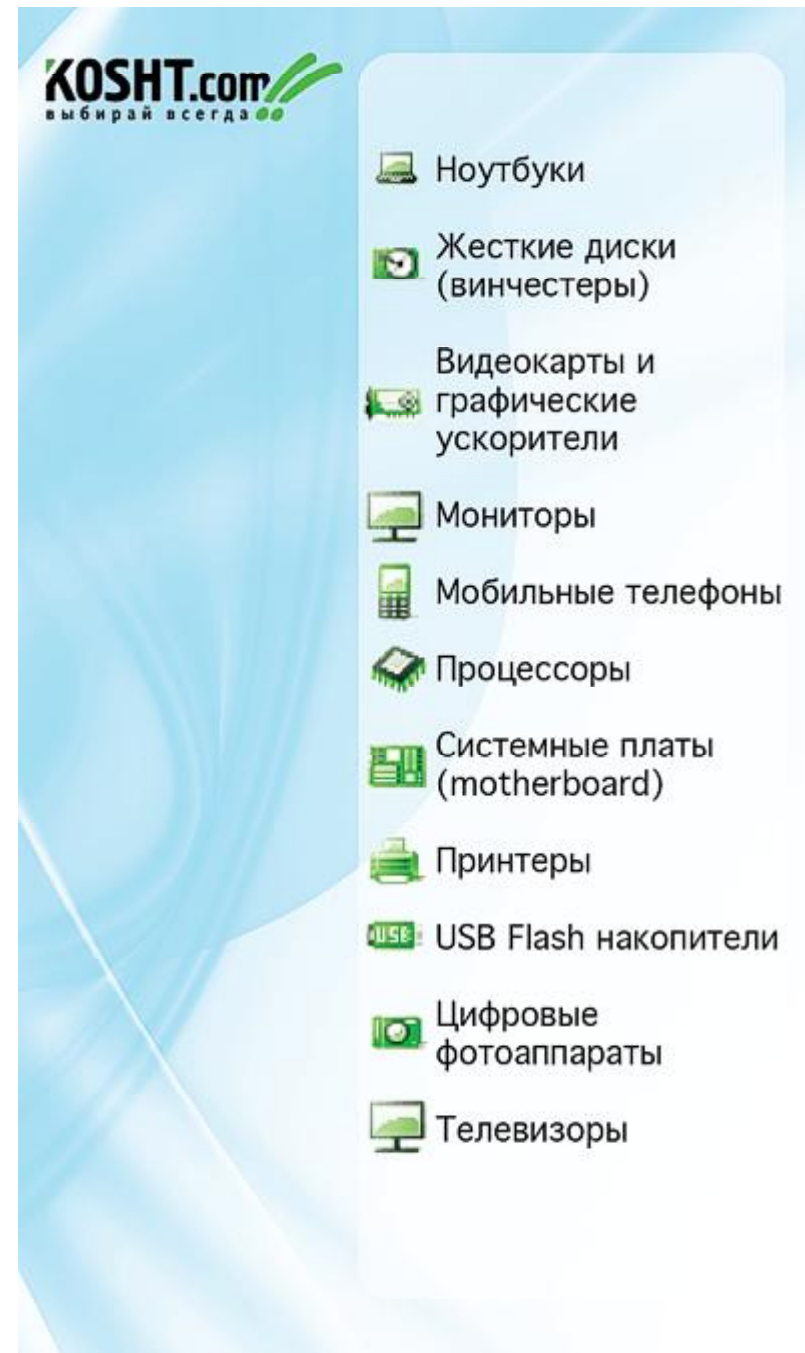 KOSHT.com
выбирай всегда
Ноутбуки
Жесткие диски
(винчестеры)
Видеокарты и
графические
ускорители
Мониторы
Мобильные телефоны
Процессоры
Системные платы
(motherboard)
Принтеры
USB
USB Flash накопители
Цифровые
фотоаппараты
Телевизоры